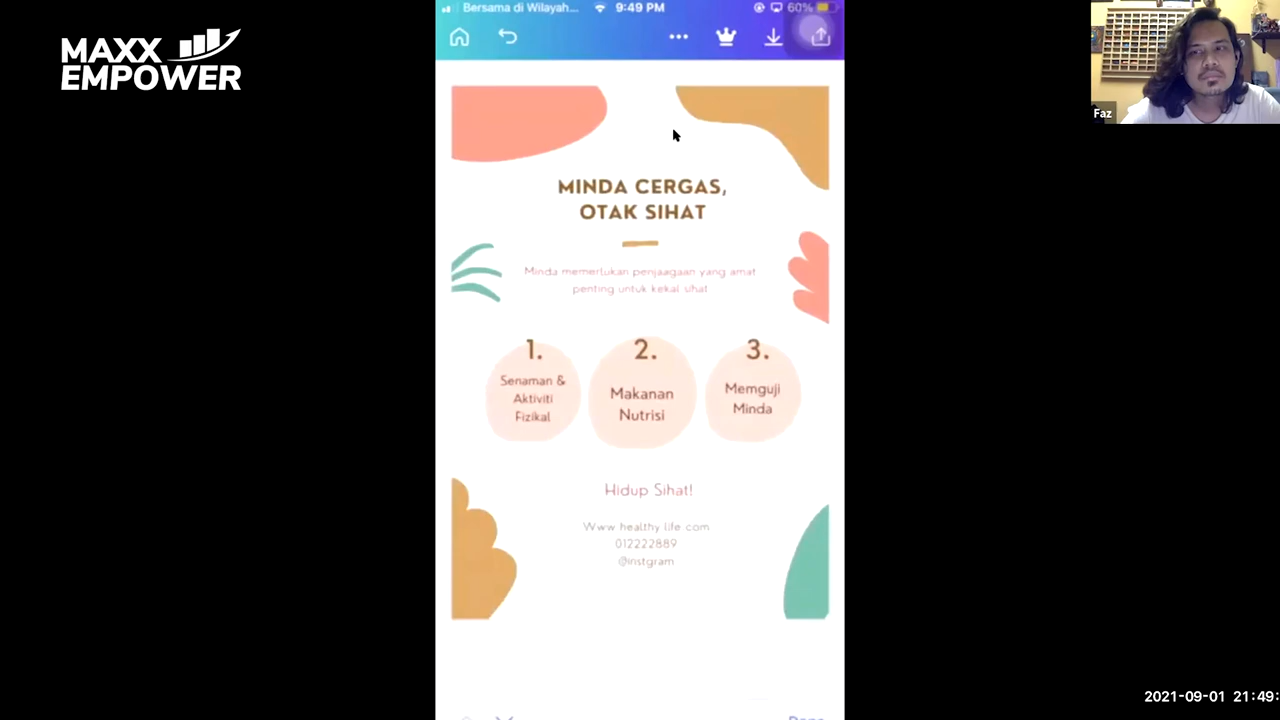 MAXX
EMPOWER
Bersama di Wilayah... 9:49 PM 60%
Faz
MINDA CERGAS,
OTAK SIHAT
Minda memerlukan penjaagaan yang amat
penting untuk kekal sihat
1.
Senaman &
Aktiviti
Fizikal
2.
Makanan
Nutrisi
3.
Memguji
Minda
Hidup Sihat!
Www healthy life com
012222889
@instgram
2021-09-01 21:49: